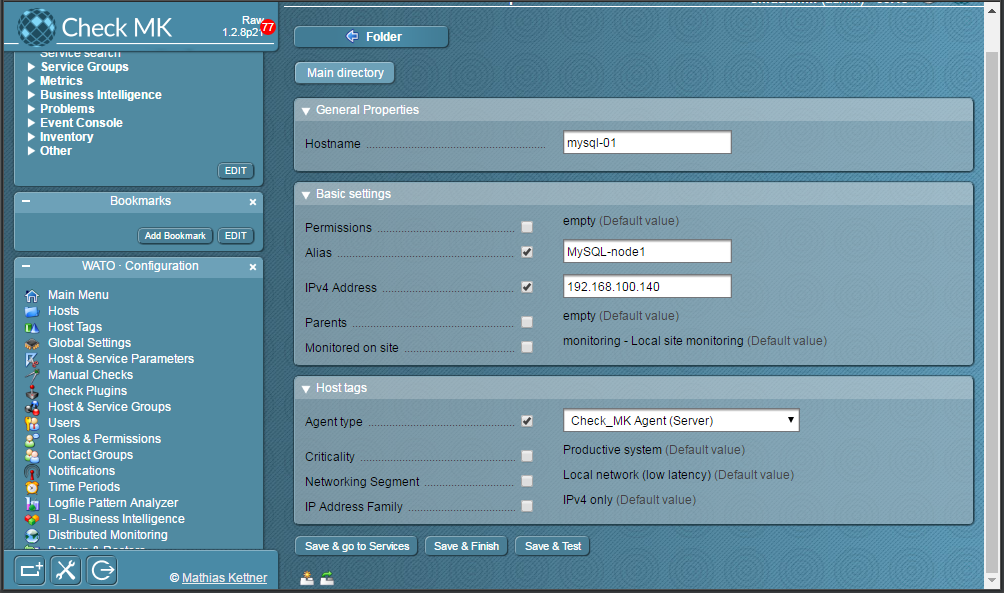 Check MK
Raw
1.2.8p21
77
Service search
Service Groups
Metrics
Business Intelligence
Problems
Event Console
Inventory
Other
EDIT
Bookmarks
Add Bookmark EDIT
WATO · Configuration
Main Menu
Hosts
Host Tags
Global Settings
Host & Service Parameters
Manual Checks
Check Plugins
Host & Service Groups
Users
Roles & Permissions
Contact Groups
Notifications
Time Periods
Logfile Pattern Analyzer
BI - Business Intelligence
Distributed Monitoring
© Mathias Kettner
Folder
Main directory
General Properties
Hostname mysql-01
Basic settings
Permissions empty (Default value)
Alias MySQL-node1
IPv4 Address 192.168.100.140
Parents empty (Default value)
Monitored on site monitoring - Local site monitoring (Default value)
Host tags
Agent type Check_MK Agent (Server)
Criticality Productive system (Default value)
Networking Segment Local network (low latency) (Default value)
IP Address Family IPv4 only (Default value)
Save & go to Services Save & Finish Save & Test